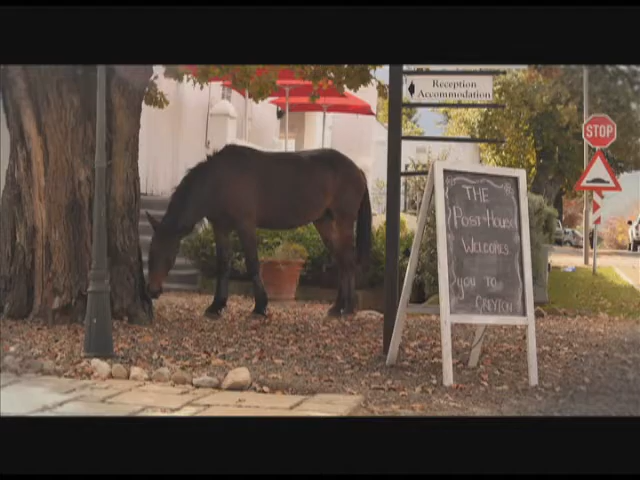 Reception
Accommodation
STOP
THE
Post House
Welcomes
you to
GREYTON